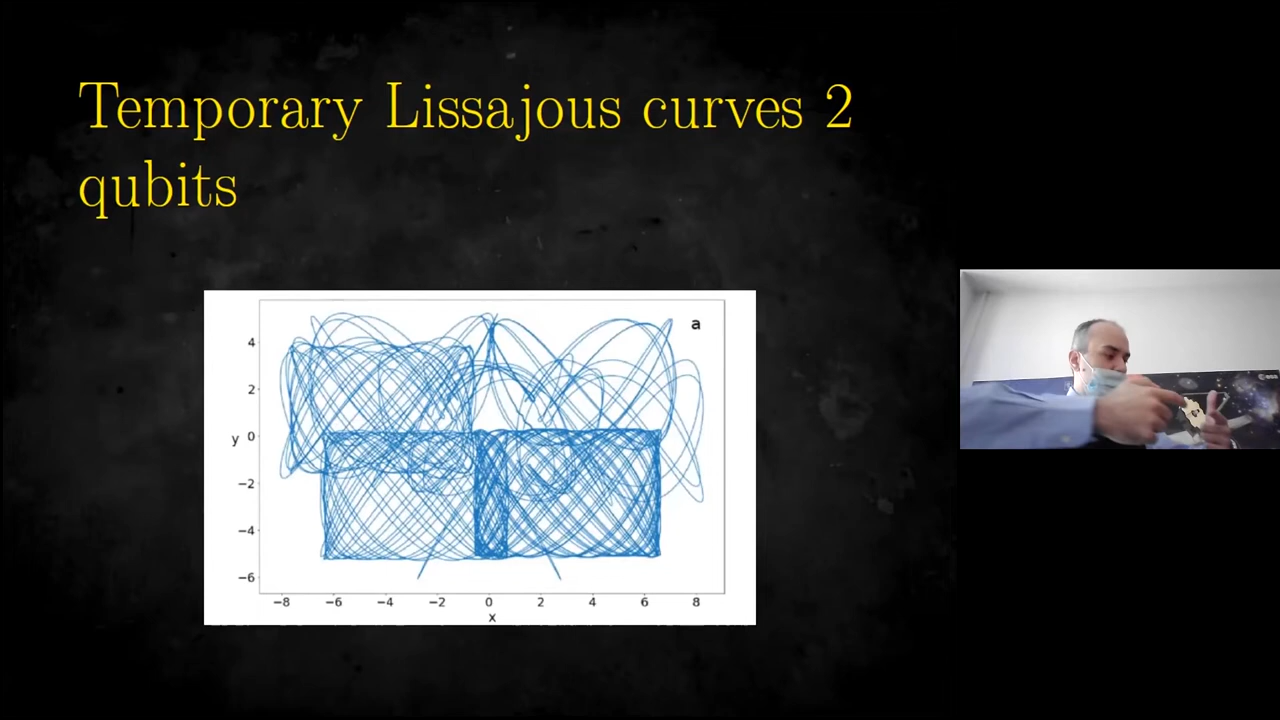 Temporary Lissajous curves 2
qubits
a
4
2
y 0
−2
−4
−6
−8 −6 −4 −2 0 2 4 6 8
x
esa